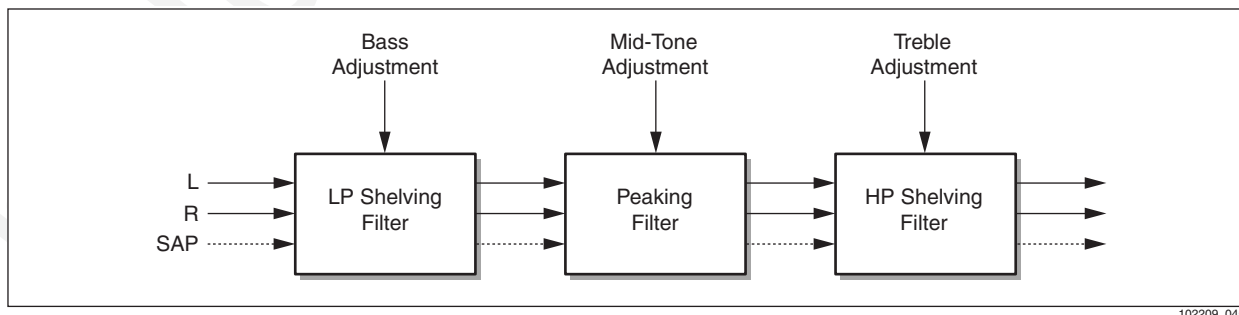 Bass
Adjustment
Mid-Tone
Adjustment
Treble
Adjustment
L
R
SAP
LP Shelving
Filter
Peaking
Filter
HP Shelving
Filter